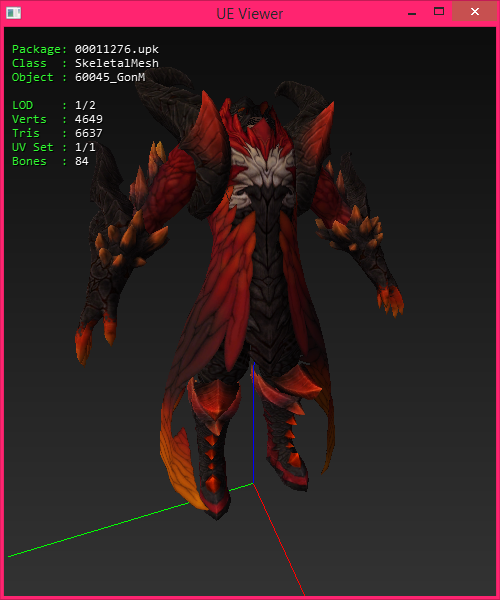 UE Viewer
Package: 00011276.upk
Class  : SkeletalMesh
Object : 60045_GonM
LOD    : 1/2
Verts  : 4649
Tris   : 6637
UV Set : 1/1
Bones  : 84